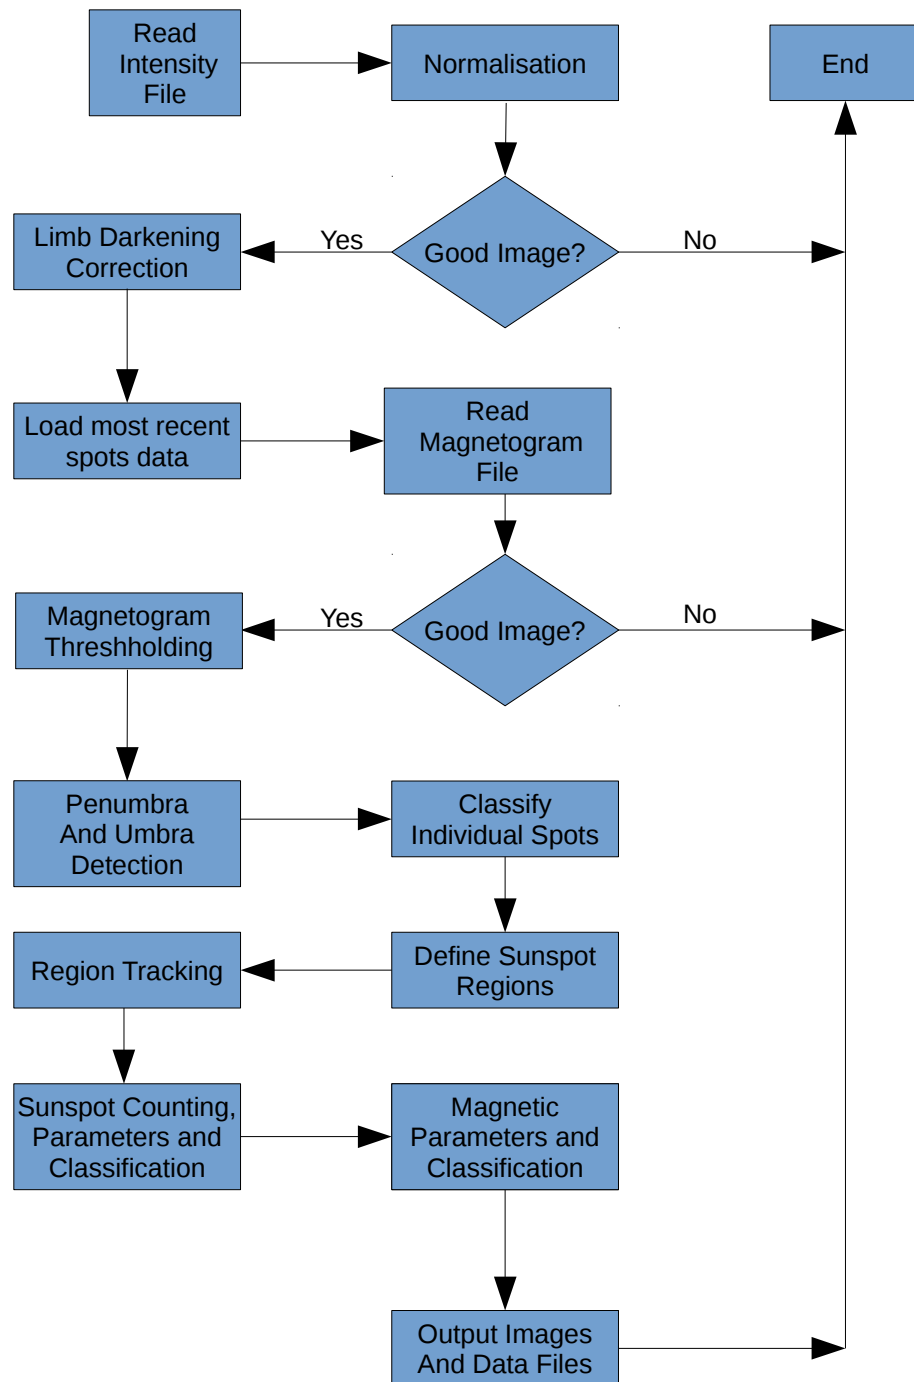 Read
Intensity
File
Normalisation
End
Limb Darkening
Correction
Yes
Good Image?
No
Load most recent
spots data
Read
Magnetogram
File
Magnetogram
Threshholding
Yes
Good Image?
No
Penumbra
And Umbra
Detection
Classify
Individual Spots
Region Tracking
Define Sunspot
Regions
Sunspot Counting,
Parameters and
Classification
Magnetic
Parameters and
Classification
Output Images
And Data Files